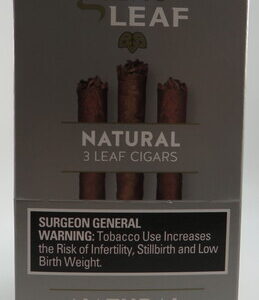 LEAF
NATURAL
3 LEAF CIGARS
SURGEON GENERAL
WARNING: Tobacco Use Increases
the Risk of Infertility, Stillbirth and Low
Birth Weight.
NATURAL